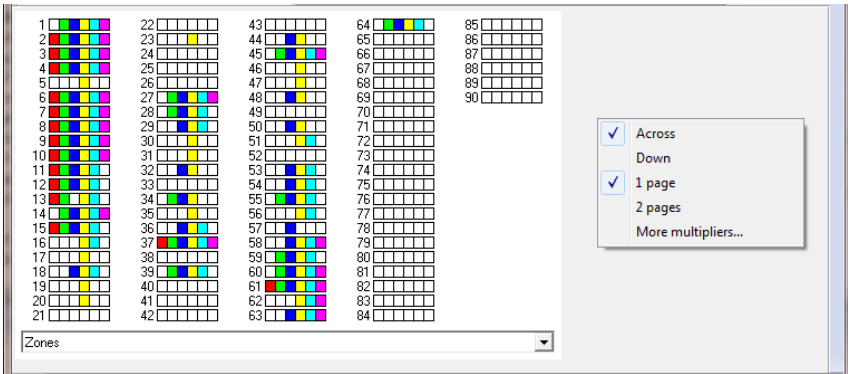 1 22 43 64 85
2 23 44 65 86
3 24 45 66 87
4 25 46 67 88
5 26 47 68 89
6 27 48 69 90
7 28 49 70
8 29 50 71
9 30 51 72
10 31 52 73
11 32 53 74
12 33 54 75
13 34 55 76
14 35 56 77
15 36 57 78
16 37 58 79
17 38 59 80
18 39 60 81
19 40 61 82
20 41 62 83
21 42 63 84
Zones
Across
Down
1 page
2 pages
More multipliers...